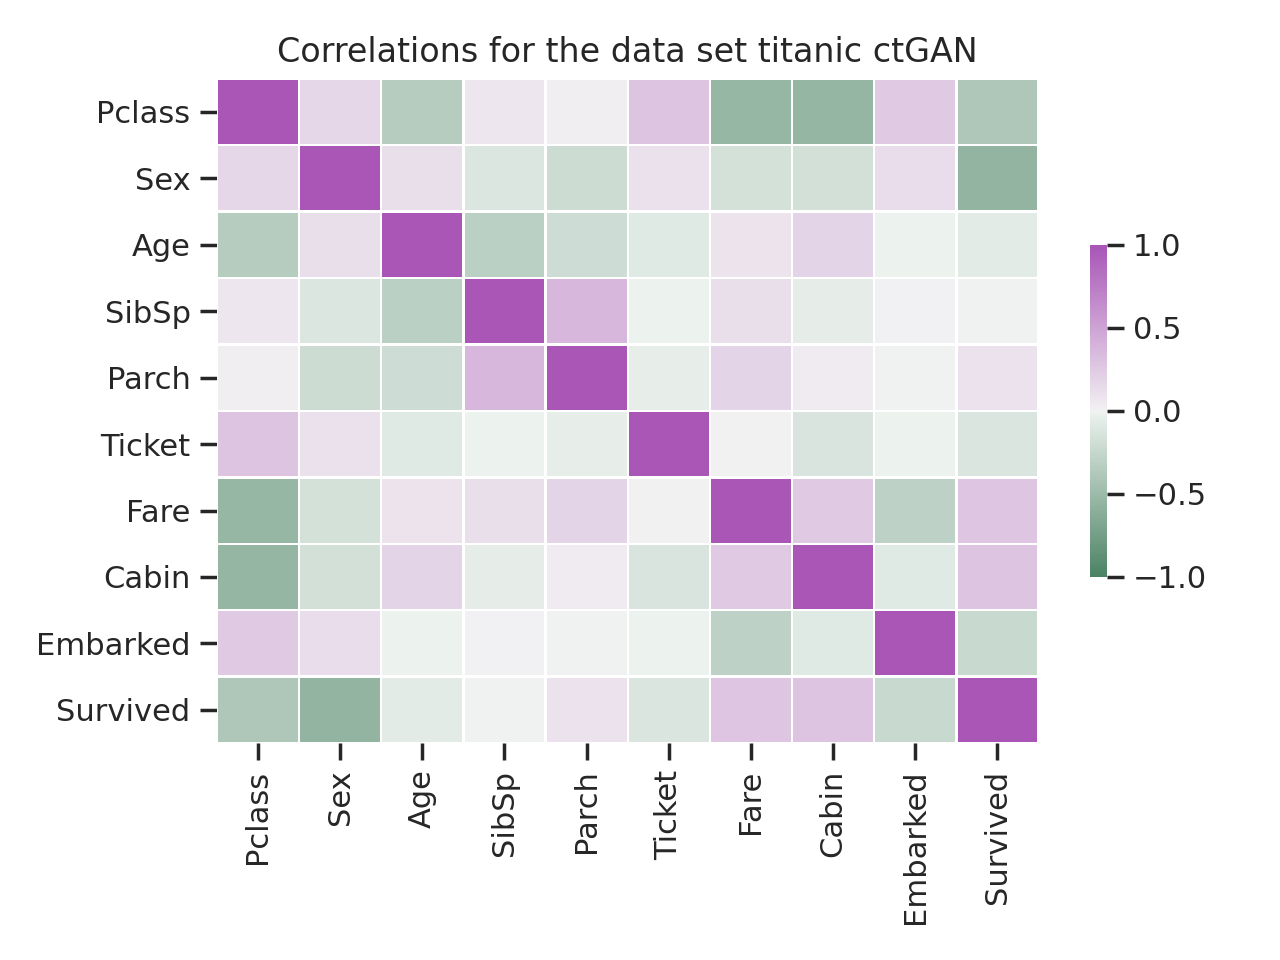 Correlations for the data set titanic ctGAN
Pclass
Sex
Age
SibSp
Parch
Ticket
Fare
Cabin
Embarked
Survived
Pclass
Sex
Age
SibSp
Parch
Ticket
Fare
Cabin
Embarked
Survived
1.0
0.5
0.0
−0.5
−1.0